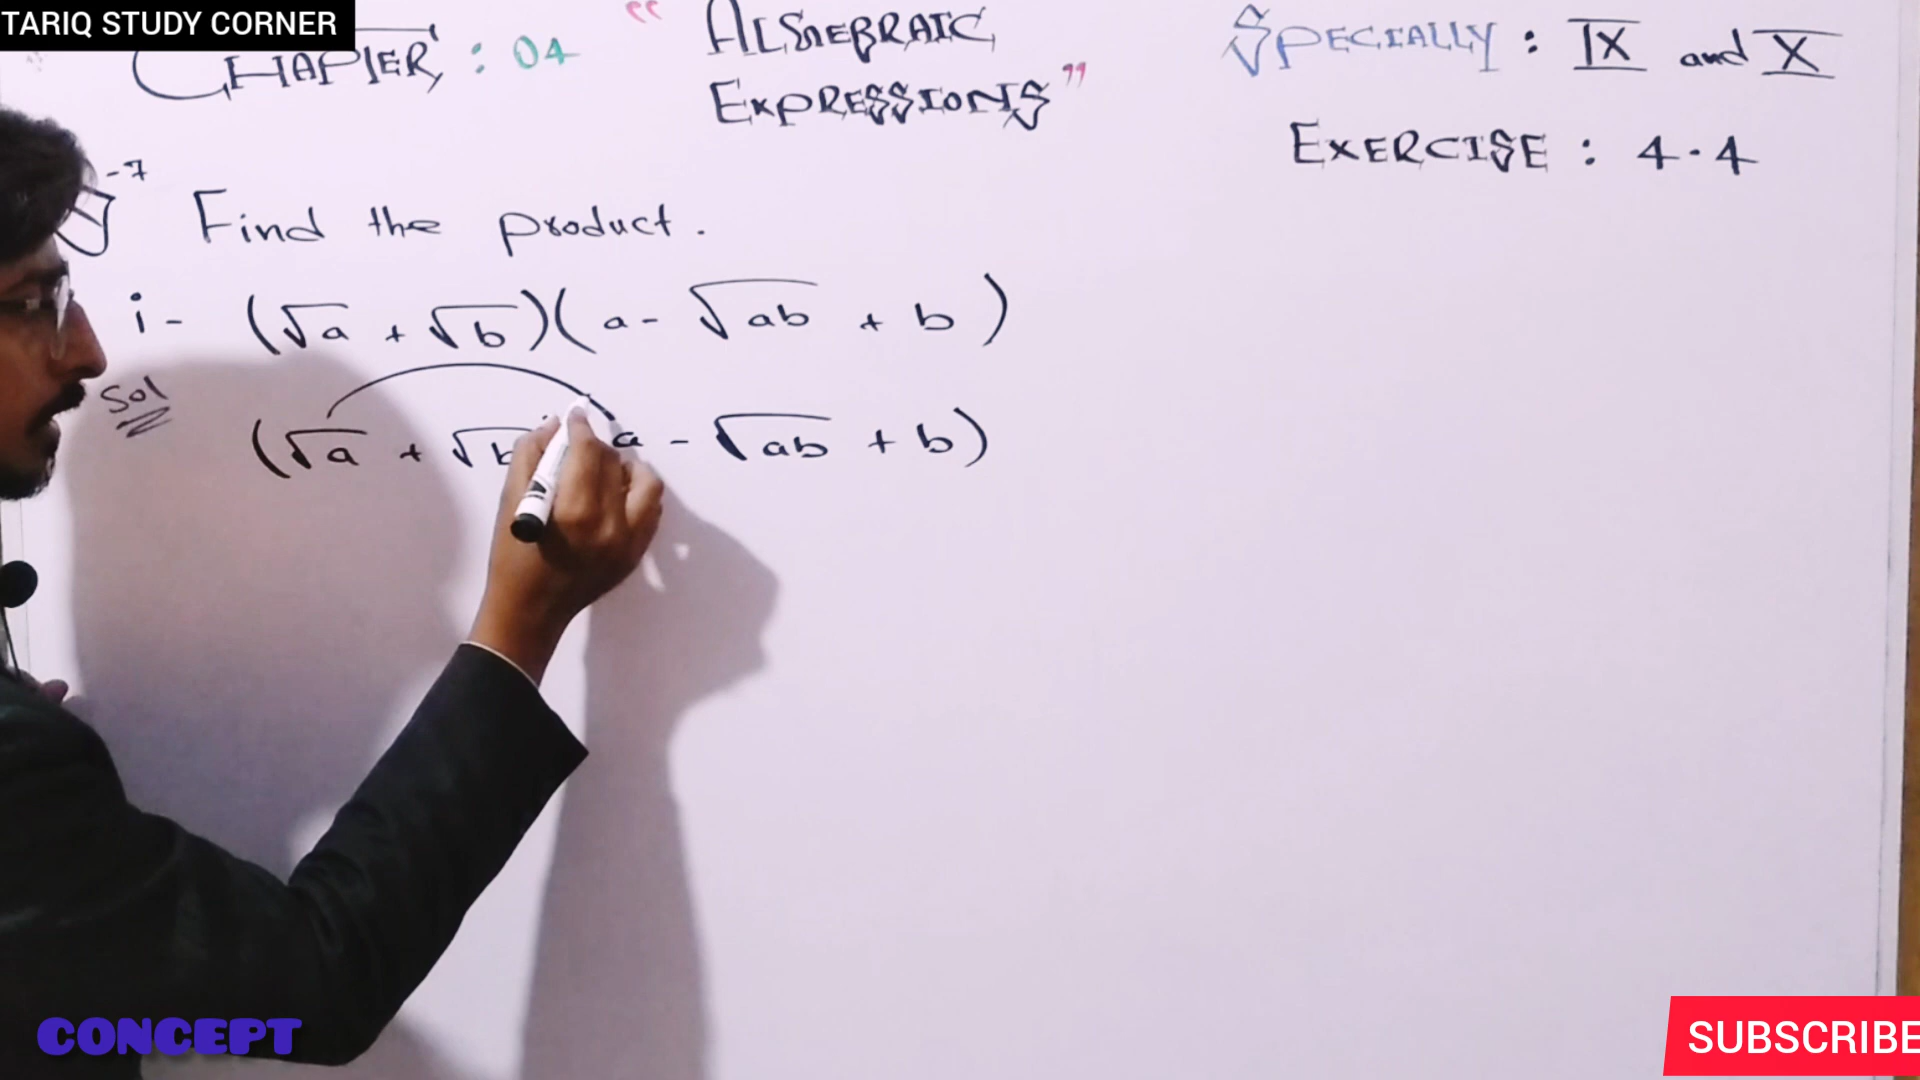 TARIQ STUDY CORNER
CHAPTER : 04 “ ALGEBRAIC EXPRESSIONS ”
SPECIALLY : IX and X
EXERCISE : 4.4
-7 Find the product.
i- (√a + √b)(a - √ab + b)
Sol
(√a + √b a - √ab + b)
CONCEPT
SUBSCRIBE